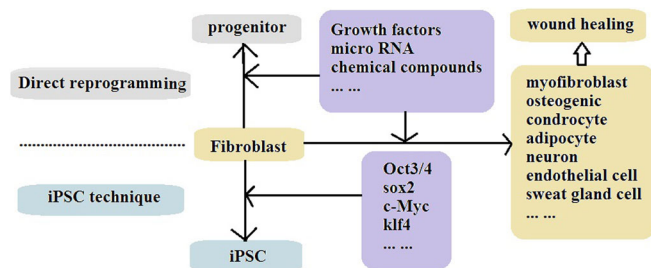 progenitor
Growth factors
micro RNA
chemical compounds
... ...
wound healing
Direct reprogramming
myofibroblast
osteogenic
condrocyte
adipocyte
neuron
endothelial cell
sweat gland cell
... ...
Fibroblast
Oct3/4
sox2
c-Myc
klf4
... ...
iPSC technique
iPSC